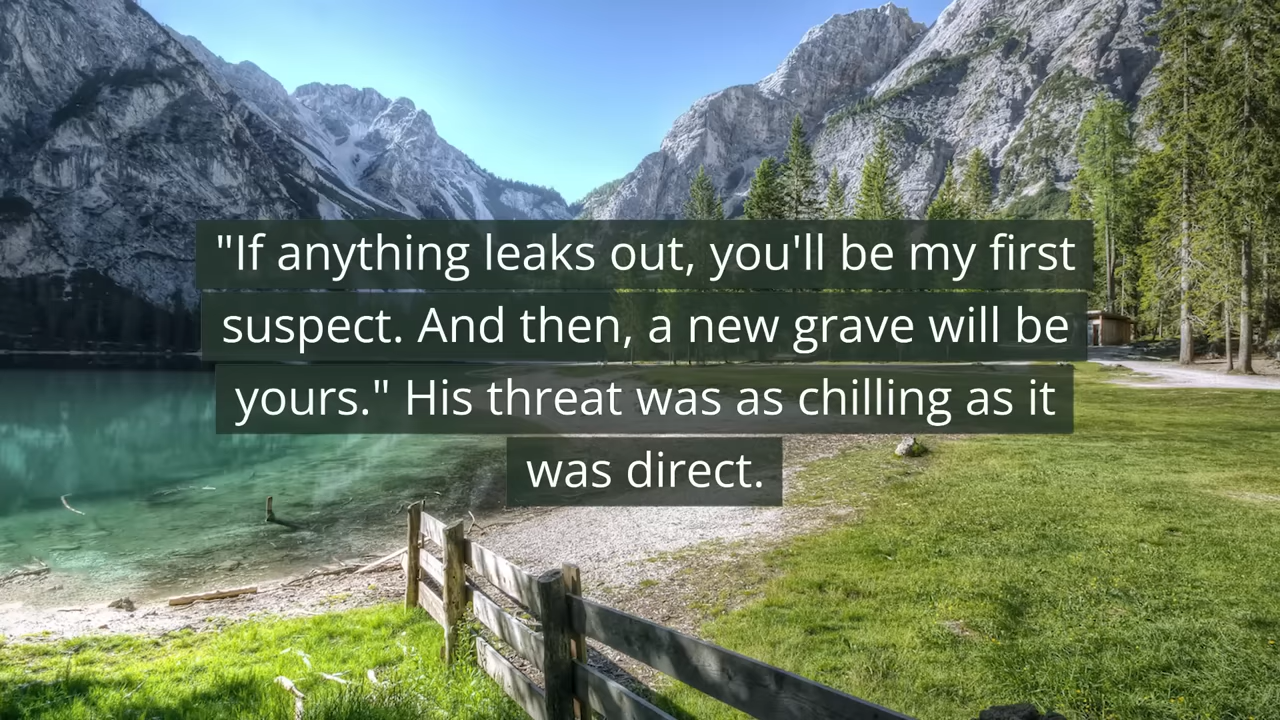 "If anything leaks out, you'll be my first
suspect. And then, a new grave will be
yours." His threat was as chilling as it
was direct.